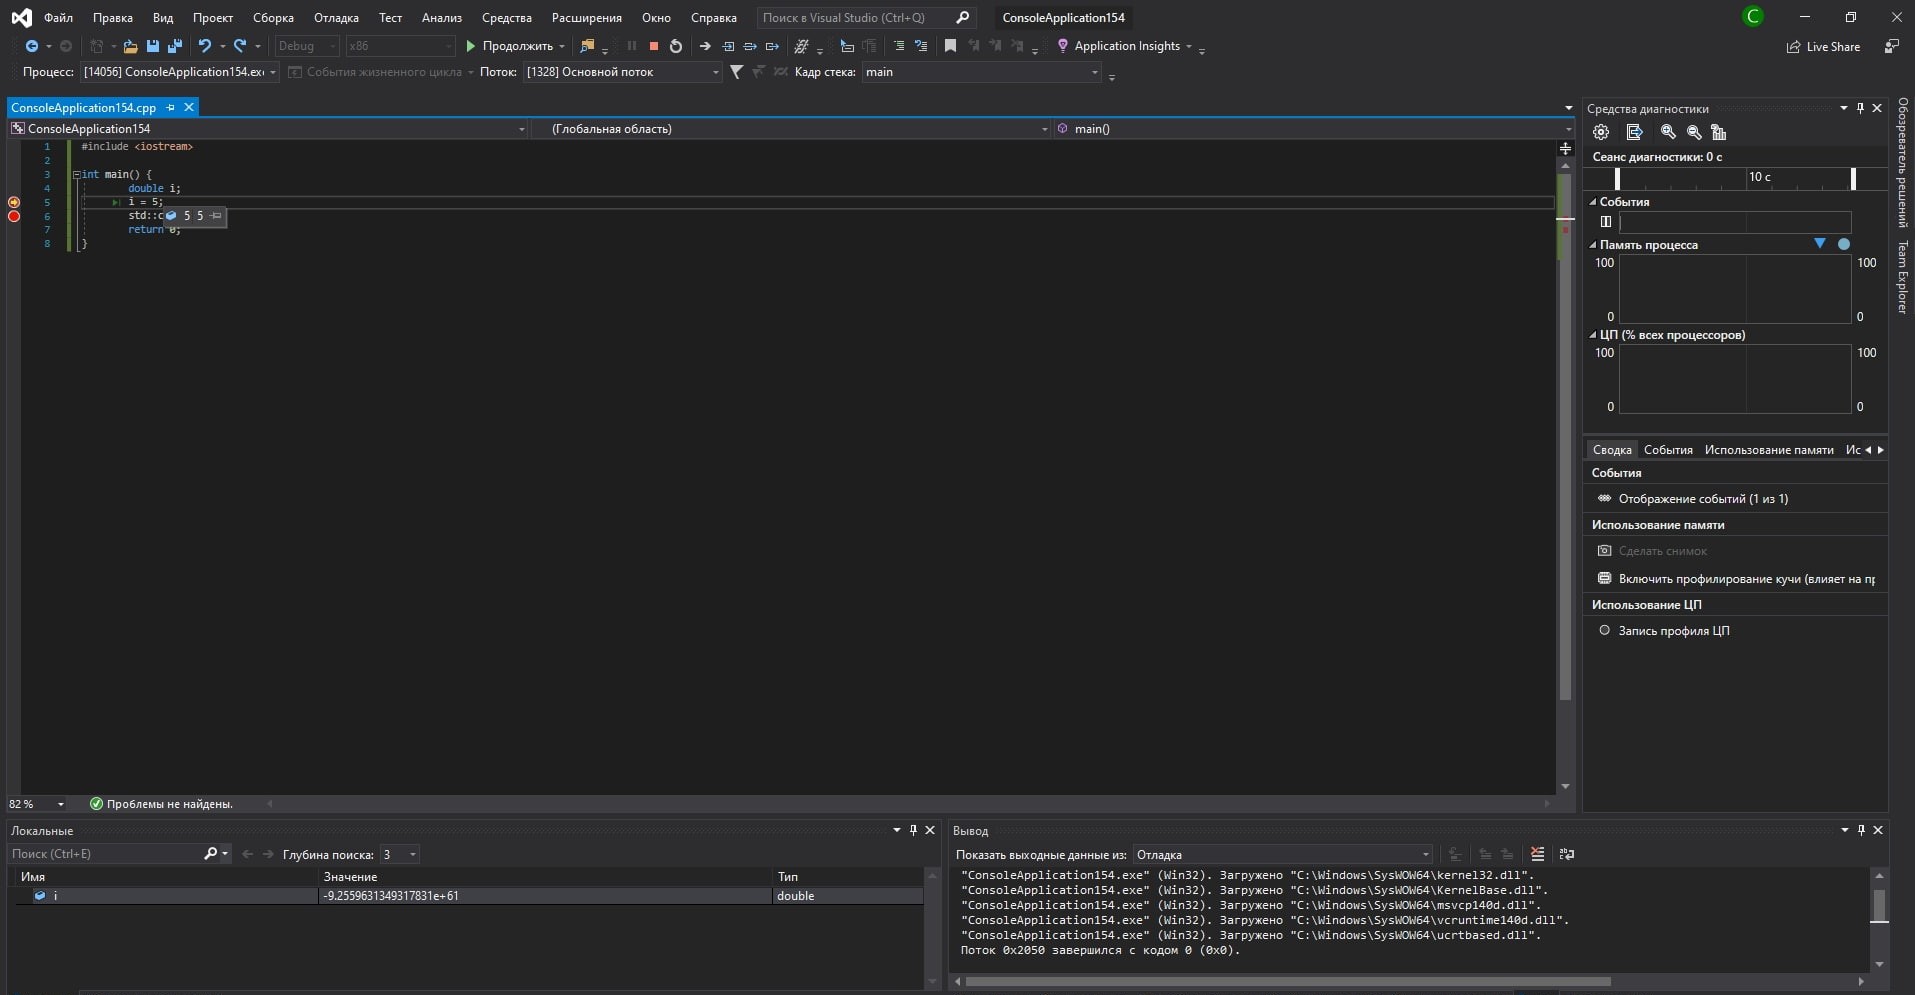 Файл Правка Вид Проект Сборка Отладка Тест Анализ Средства Расширения Окно Справка Поиск в Visual Studio (Ctrl+Q) ConsoleApplication154 C
Debug x86 Продолжить Application Insights Live Share
Процесс: [14056] ConsoleApplication154.exe События жизненного цикла Поток: [1328] Основной поток Кадр стека: main
ConsoleApplication154.cpp
ConsoleApplication154 (Глобальная область) main()
1 #include <iostream>
2
3 int main() {
4 double i;
5 i = 5;
6 std::c
5 5
7 return 0;
8 }
82 % Проблемы не найдены.
Средства диагностики
Сеанс диагностики: 0 с
10 с
События
Память процесса
100 100
0 0
ЦП (% всех процессоров)
100 100
0 0
Сводка События Использование памяти Ис
События
Отображение событий (1 из 1)
Использование памяти
Сделать снимок
Включить профилирование кучи (влияет на пр
Использование ЦП
Запись профиля ЦП
Обозреватель решений
Team Explorer
Локальные
Поиск (Ctrl+E) Глубина поиска: 3
Имя Значение Тип
i -9.2559631349317831e+61 double
Вывод
Показать выходные данные из: Отладка
"ConsoleApplication154.exe" (Win32). Загружено "C:\Windows\SysWOW64\kernel32.dll".
"ConsoleApplication154.exe" (Win32). Загружено "C:\Windows\SysWOW64\KernelBase.dll".
"ConsoleApplication154.exe" (Win32). Загружено "C:\Windows\SysWOW64\msvcp140d.dll".
"ConsoleApplication154.exe" (Win32). Загружено "C:\Windows\SysWOW64\vcruntime140d.dll".
"ConsoleApplication154.exe" (Win32). Загружено "C:\Windows\SysWOW64\ucrtbased.dll".
Поток 0x2050 завершился с кодом 0 (0x0).